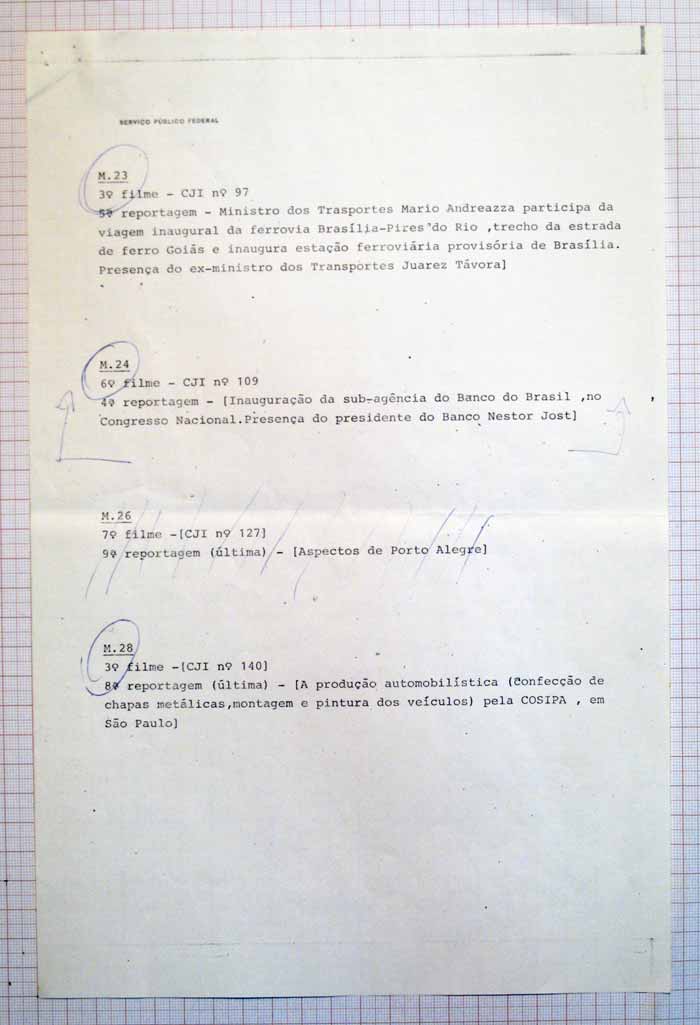 SERVIÇO PÚBLICO FEDERAL
M.23
3º filme - CJI nº 97
5ª reportagem - Ministro dos Trasportes Mario Andreazza participa da
viagem inaugural da ferrovia Brasília-Pires do Rio ,trecho da estrada
de ferro Goiás e inaugura estação ferroviária provisória de Brasília.
Presença do ex-ministro dos Transportes Juarez Távora]
M.24
6º filme - CJI nº 109
4ª reportagem - [Inauguração da sub-agência do Banco do Brasil ,no
Congresso Nacional.Presença do presidente do Banco Nestor Jost]
M.26
7º filme -[CJI nº 127]
9ª reportagem (última) - [Aspectos de Porto Alegre]
M.28
3º filme -[CJI nº 140]
8ª reportagem (última) - [A produção automobilística (Confecção de
chapas metálicas,montagem e pintura dos veículos) pela COSIPA , em
São Paulo]